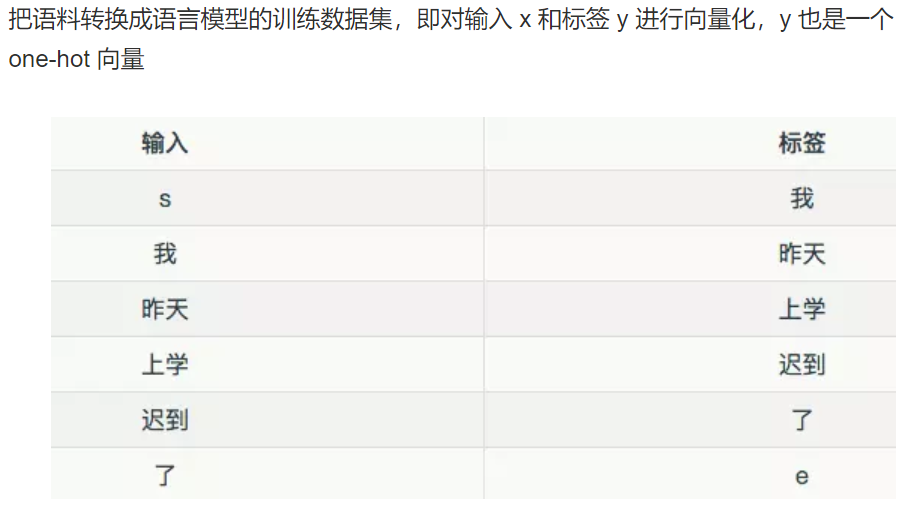 把语料转换成语言模型的训练数据集，即对输入 x 和标签 y 进行向量化，y 也是一个
one-hot 向量
输入 标签
s 我
我 昨天
昨天 上学
上学 迟到
迟到 了
了 e